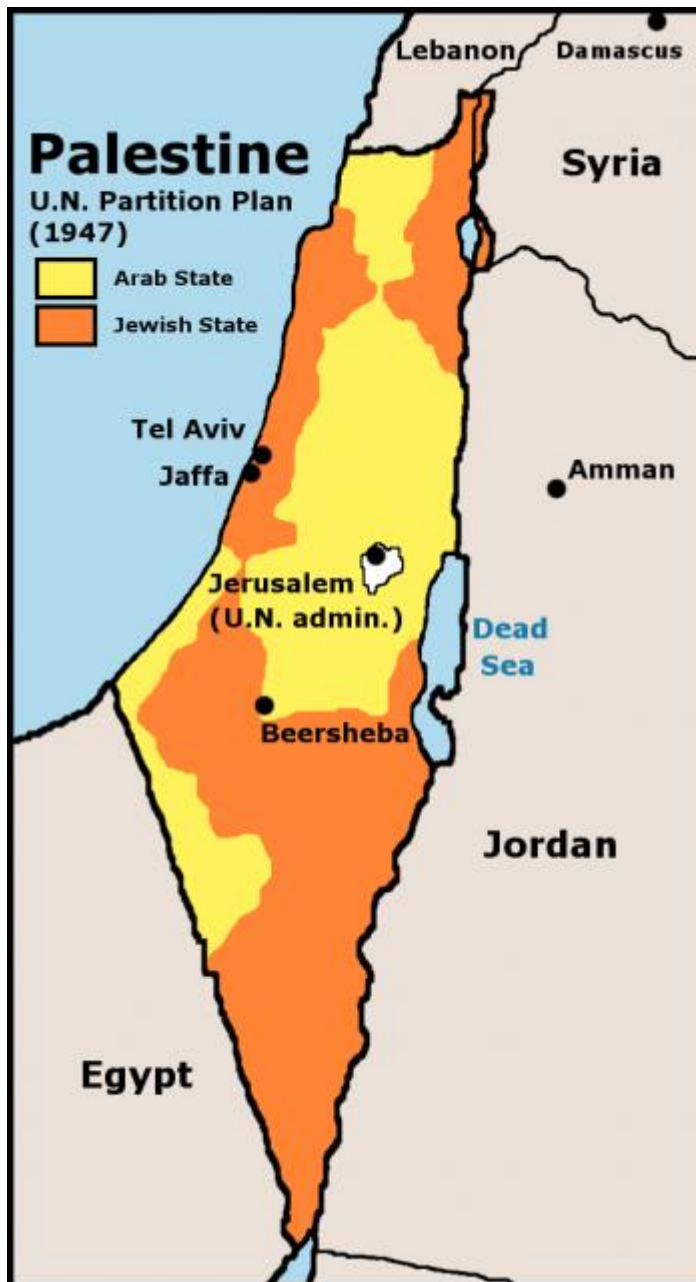 Lebanon
Damascus
Palestine
U.N. Partition Plan
(1947)
Syria
Arab State
Jewish State
Tel Aviv
Jaffa
Amman
Jerusalem
(U.N. admin.)
Dead
Sea
Beersheba
Jordan
Egypt